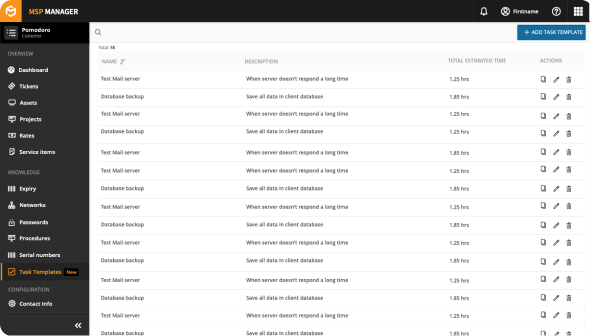 MSP MANAGER
Firstname
Pomodoro
Customer
+ ADD TASK TEMPLATE
Total 55
OVERVIEW
Dashboard
Tickets
Assets
Projects
Rates
Service items
KNOWLEDGE
Expiry
Networks
Passwords
Procedures
Serial numbers
Task Templates New
CONFIGURATION
Contact Info
NAME DESCRIPTION TOTAL ESTIMATED TIME ACTIONS
Test Mail server When server doesn't respond a long time 1.25 hrs
Database backup Save all data in client database 1.85 hrs
Test Mail server When server doesn't respond a long time 1.25 hrs
Database backup Save all data in client database 1.25 hrs
Test Mail server When server doesn't respond a long time 1.85 hrs
Test Mail server When server doesn't respond a long time 1.25 hrs
Database backup Save all data in client database 1.85 hrs
Test Mail server When server doesn't respond a long time 1.25 hrs
Database backup Save all data in client database 1.85 hrs
Test Mail server When server doesn't respond a long time 1.25 hrs
Database backup Save all data in client database 1.85 hrs
Test Mail server When server doesn't respond a long time 1.25 hrs
Database backup Save all data in client database 1.85 hrs
Test Mail server When server doesn't respond a long time 1.25 hrs
Database backup Save all data in client database 1.85 hrs